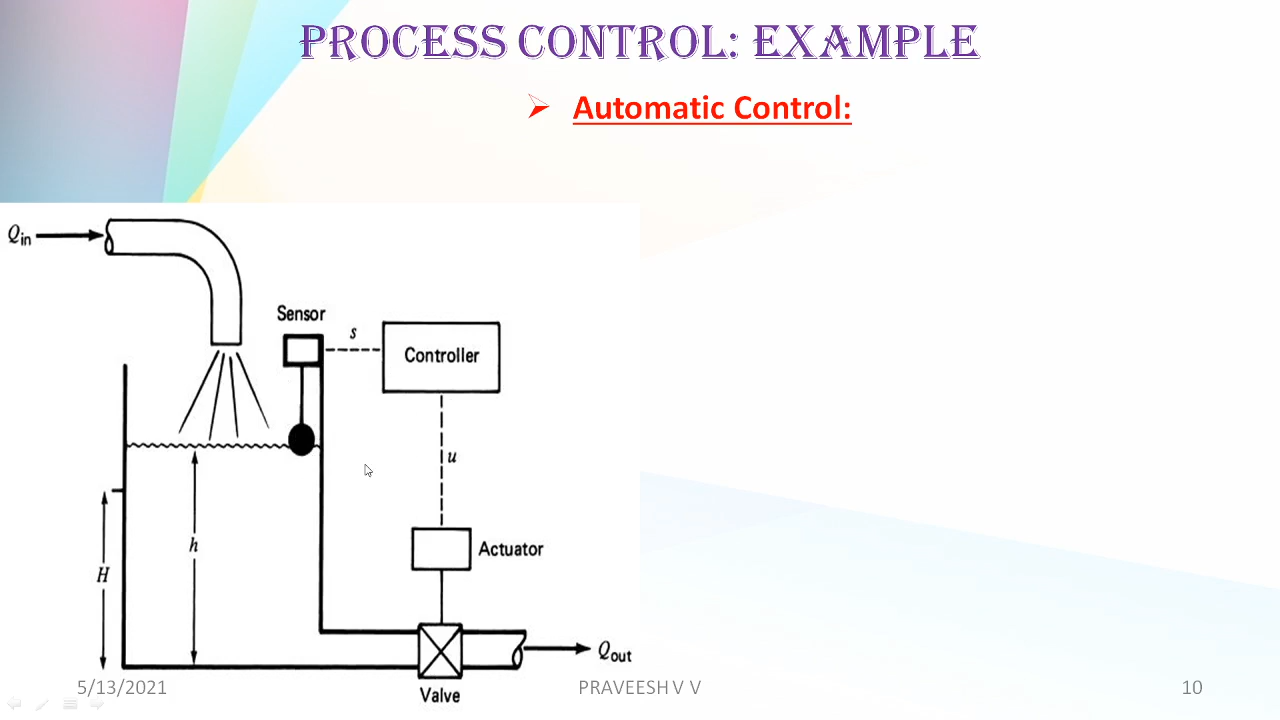 PROCESS CONTROL: EXAMPLE
➢ Automatic Control:
Qin
Sensor
s
Controller
u
h
H
Actuator
Qout
Valve
5/13/2021
PRAVEESH V V
10